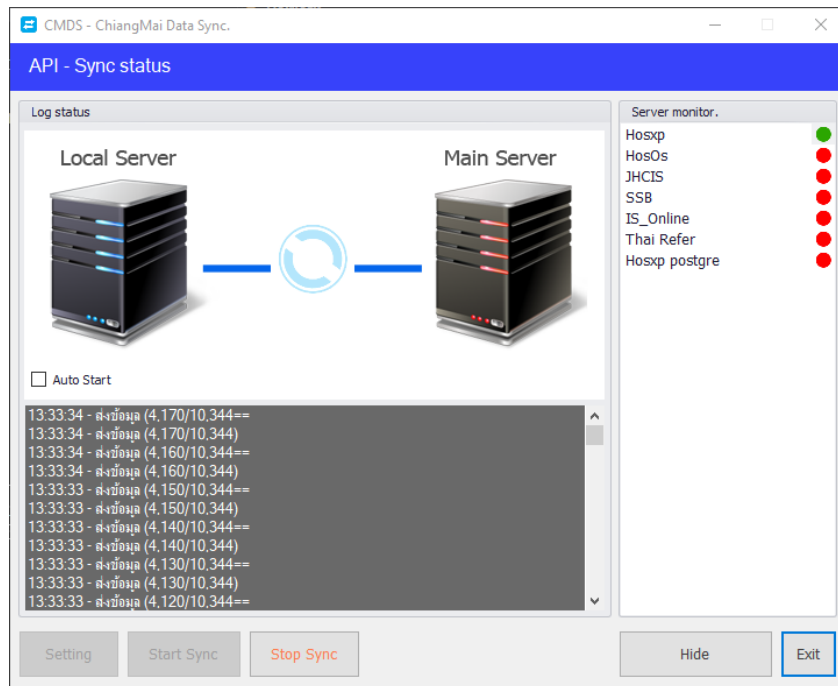 CMDS - ChiangMai Data Sync.
API - Sync status
Log status
Local Server
Main Server
Auto Start
13:33:34 - ส่งข้อมูล (4,170/10,344==
13:33:34 - ส่งข้อมูล (4,170/10,344)
13:33:34 - ส่งข้อมูล (4,160/10,344==
13:33:34 - ส่งข้อมูล (4,160/10,344)
13:33:33 - ส่งข้อมูล (4,150/10,344==
13:33:33 - ส่งข้อมูล (4,150/10,344)
13:33:33 - ส่งข้อมูล (4,140/10,344==
13:33:33 - ส่งข้อมูล (4,140/10,344)
13:33:33 - ส่งข้อมูล (4,130/10,344==
13:33:33 - ส่งข้อมูล (4,130/10,344)
13:33:33 - ส่งข้อมูล (4,120/10,344==
Server monitor.
Hosxp
HosOs
JHCIS
SSB
IS_Online
Thai Refer
Hosxp postgre
Setting
Start Sync
Stop Sync
Hide
Exit